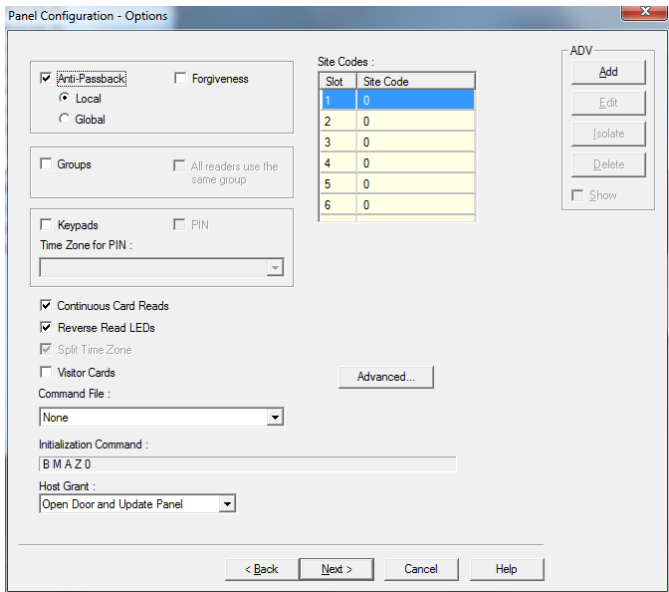 Panel Configuration - Options
Anti-Passback
Forgiveness
Local
Global
Groups
All readers use the
same group
Keypads
PIN
Time Zone for PIN :
Continuous Card Reads
Reverse Read LEDs
Split Time Zone
Visitor Cards
Command File :
None
Initialization Command :
B M A Z 0
Host Grant :
Open Door and Update Panel
Site Codes :
Slot Site Code
1 0
2 0
3 0
4 0
5 0
6 0
Advanced...
ADV
Add
Edit
Isolate
Delete
Show
< Back
Next >
Cancel
Help